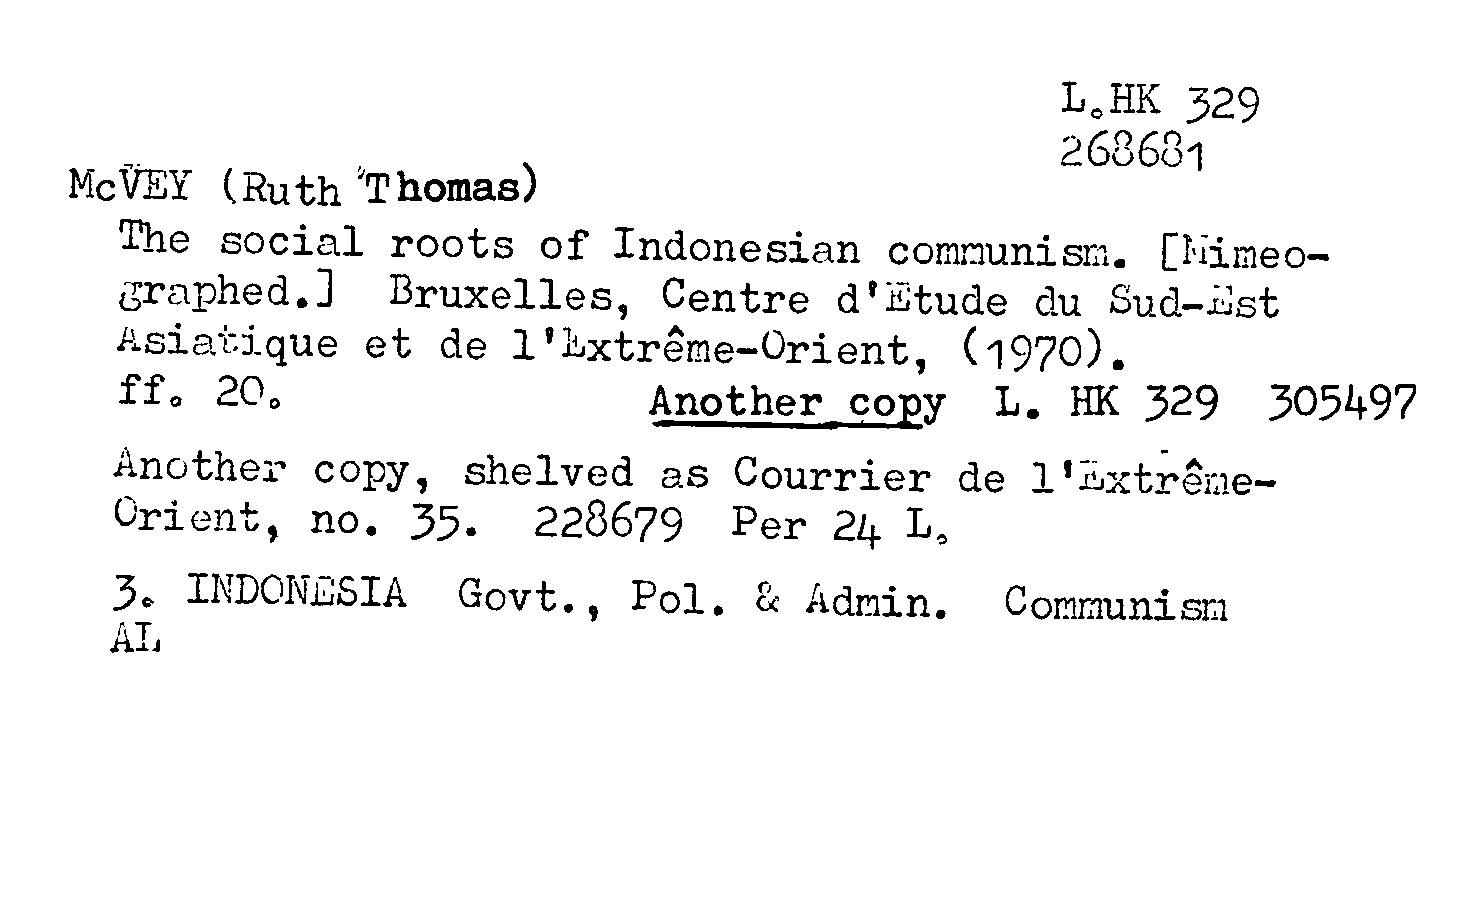 L.HK 329
268681
McVEY (Ruth Thomas)
The social roots of Indonesian communism. [Mimeo-
graphed.] Bruxelles, Centre d'Etude du Sud-Est
Asiatique et de l'Extrême-Orient, (1970).
ff. 20.
Another copy L. HK 329 305497
Another copy, shelved as Courrier de l'Extrême-
Orient, no. 35. 228679 Per 24 L.
3. INDONESIA Govt., Pol. & Admin. Communism
AL